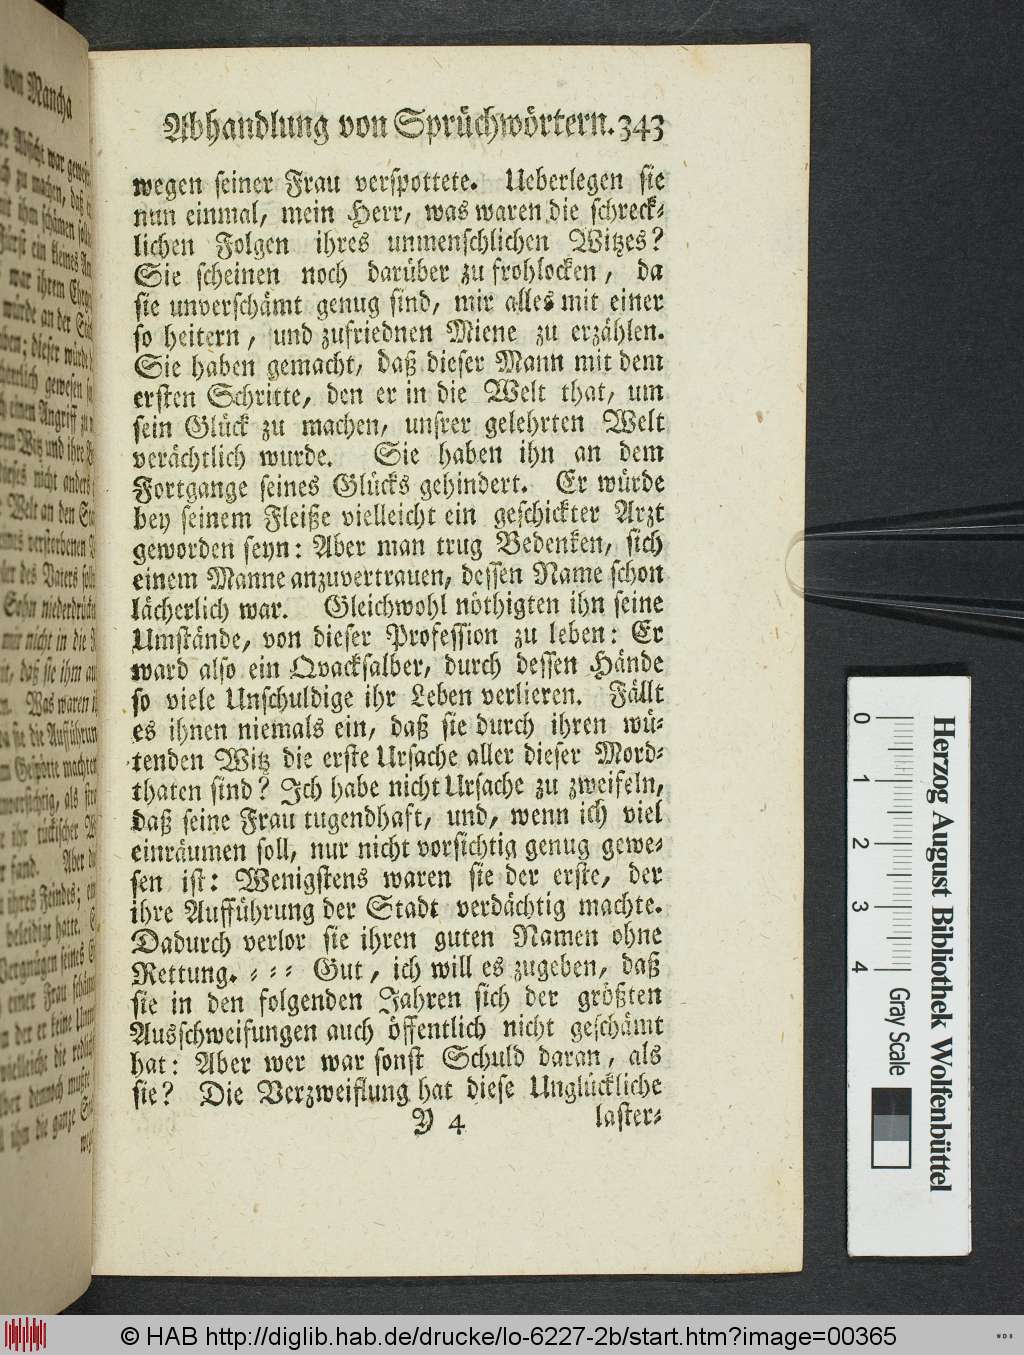 Abhandlung von Sprüchwörtern. 343
wegen seiner Frau verspottete. Ueberlegen sie
nun einmal, mein Herr, was waren die schreck-
lichen Folgen ihres unmenschlichen Witzes?
Sie scheinen noch darüber zu frohlocken, da
sie unverschämt genug sind, mir alles mit einer
so heitern, und zufriednen Miene zu erzählen.
Sie haben gemacht, daß dieser Mann mit dem
ersten Schritte, den er in die Welt that, um
sein Glück zu machen, unsrer gelehrten Welt
verächtlich wurde. Sie haben ihn an dem
Fortgange seines Glücks gehindert. Er würde
bey seinem Fleiße vielleicht ein geschickter Arzt
geworden seyn: Aber man trug Bedenken, sich
einem Manne anzuvertrauen, dessen Name schon
lächerlich war. Gleichwohl nöthigten ihn seine
Umstände, von dieser Profession zu leben: Er
ward also ein Qvacksalber, durch dessen Hände
so viele Unschuldige ihr Leben verlieren. Fällt
es ihnen niemals ein, daß sie durch ihren wü-
tenden Witz die erste Ursache aller dieser Mord-
thaten sind? Ich habe nicht Ursache zu zweifeln,
daß seine Frau tugendhaft, und, wenn ich viel
einräumen soll, nur nicht vorsichtig genug gewe-
sen ist: Wenigstens waren sie der erste, der
ihre Aufführung der Stadt verdächtig machte.
Dadurch verlor sie ihren guten Namen ohne
Rettung. - - - Gut, ich will es zugeben, daß
sie in den folgenden Jahren sich der größten
Ausschweifungen auch öffentlich nicht geschämt
hat: Aber wer war sonst Schuld daran, als
sie? Die Verzweiflung hat diese Unglückliche
Y 4 laster-
von Mancha
Herzog August Bibliothek Wolfenbüttel
0 1 2 3 4 Gray Scale
© HAB http://diglib.hab.de/drucke/lo-6227-2b/start.htm?image=00365